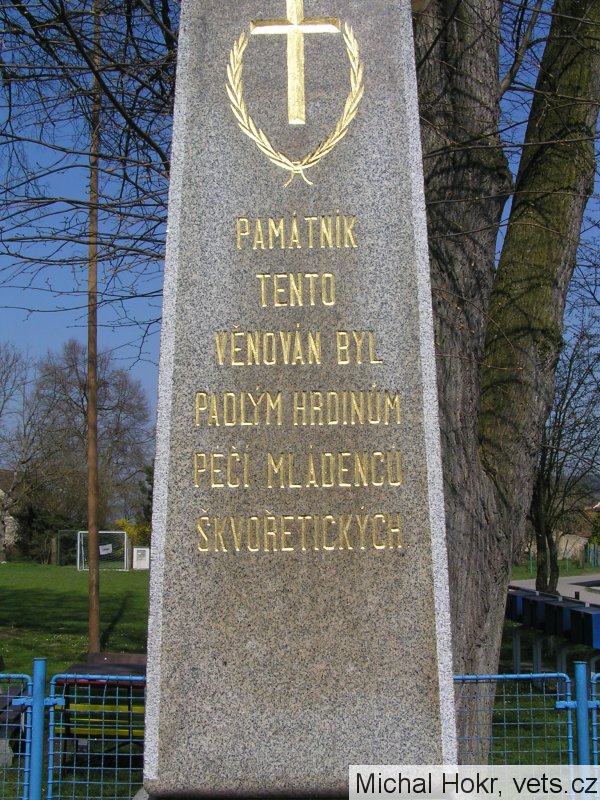 PAMÁTNÍK
TENTO
VĚNOVÁN BYL
PADLÝM HRDINŮM
PÉČÍ MLÁDENCŮ
ŠKVOŘETICKÝCH
Michal Hokr, vets.cz